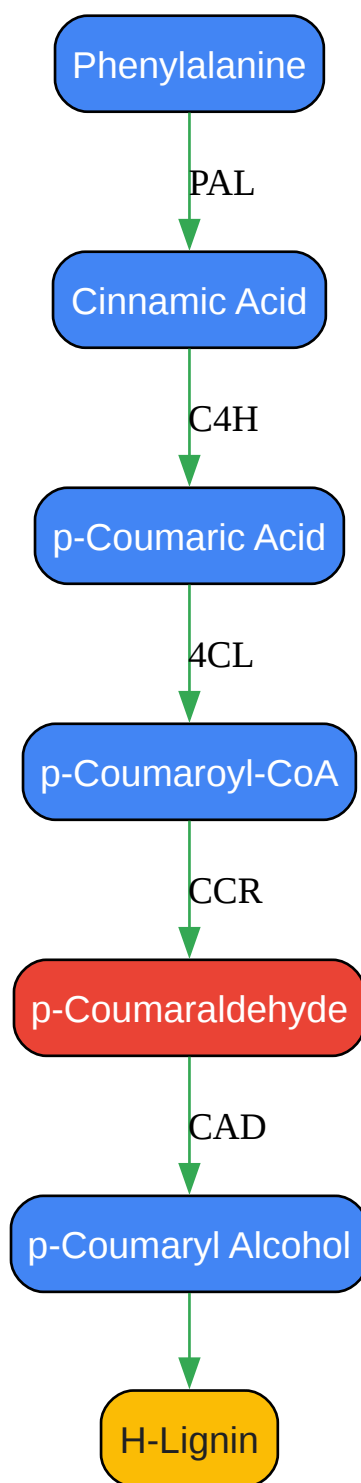 Phenylalanine
PAL
Cinnamic Acid
C4H
p-Coumaric Acid
4CL
p-Coumaroyl-CoA
CCR
p-Coumaraldehyde
CAD
p-Coumaryl Alcohol
H-Lignin